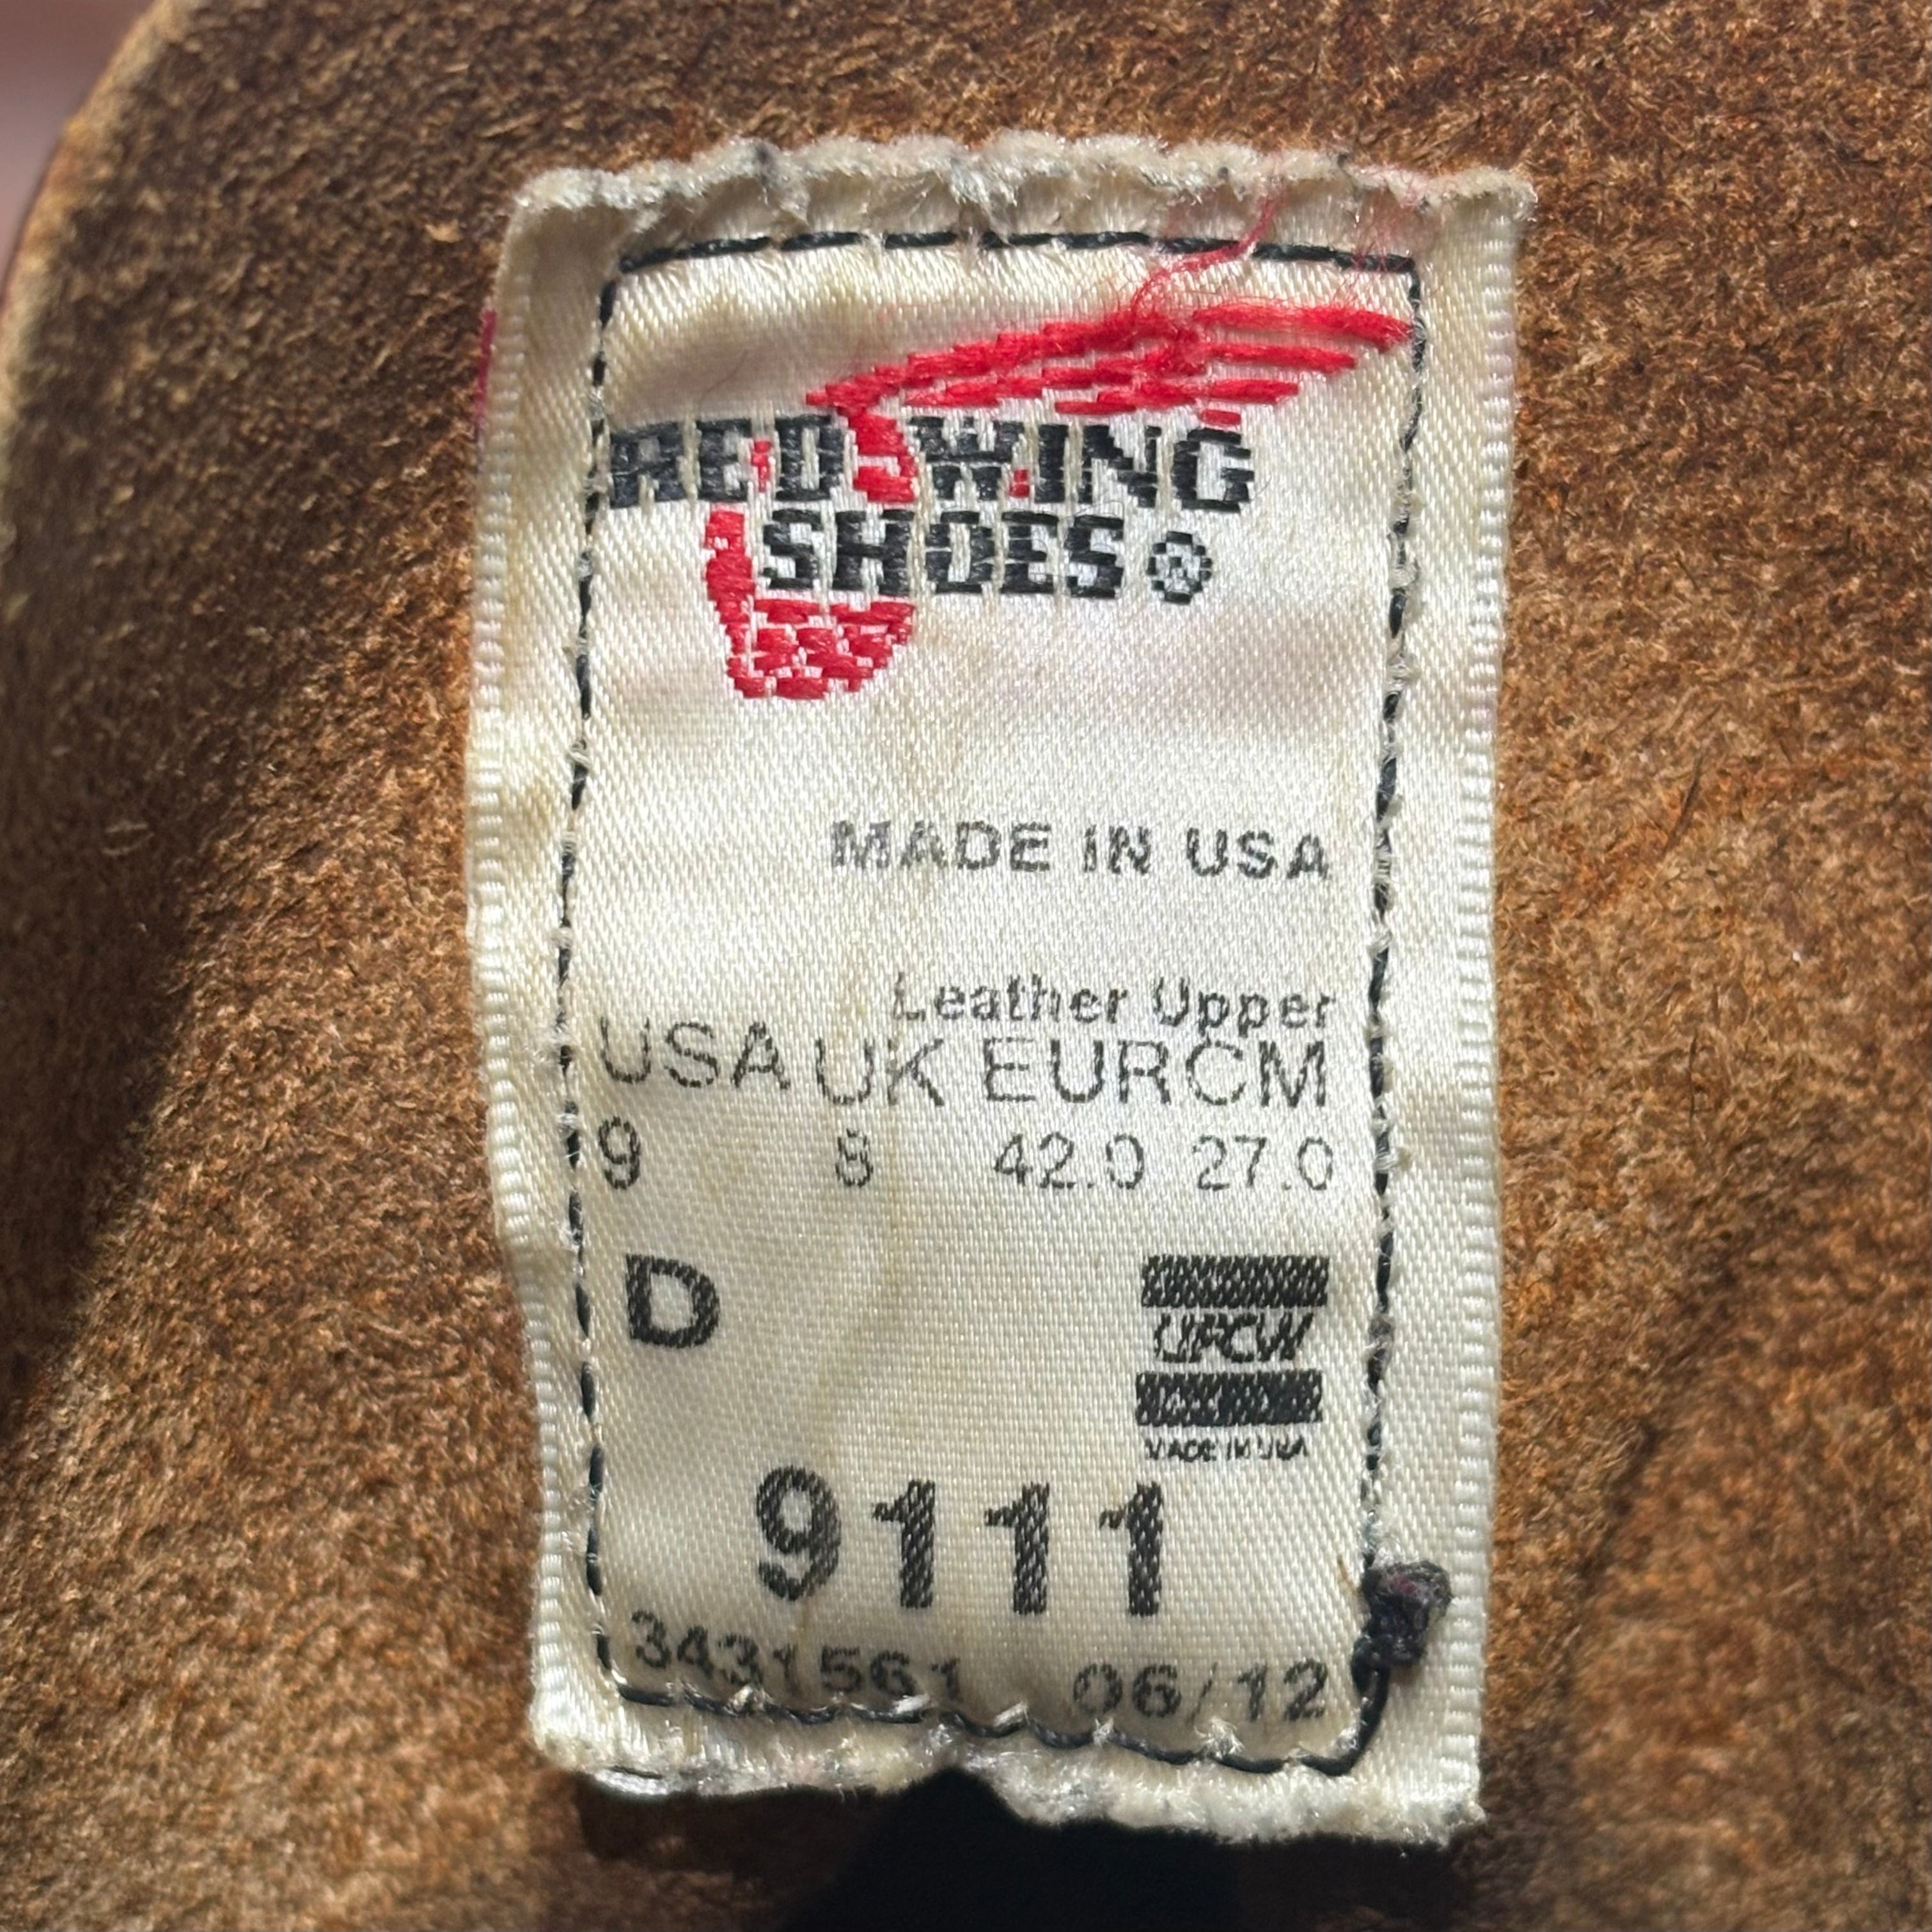 RED WING
SHOES®
MADE IN USA
Leather Upper
USA UK EUR CM
9 8 42.0 27.0
D
UFCW
MADE IN USA
9111
3431561 06/12